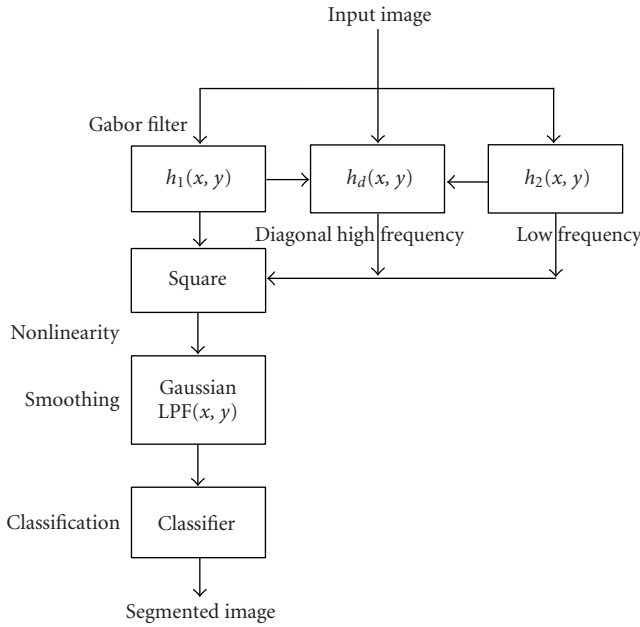 Input image
Gabor filter
h₁(x, y)
h_d(x, y)
h₂(x, y)
Diagonal high frequency
Low frequency
Square
Nonlinearity
Smoothing
Gaussian
LPF(x, y)
Classification
Classifier
Segmented image